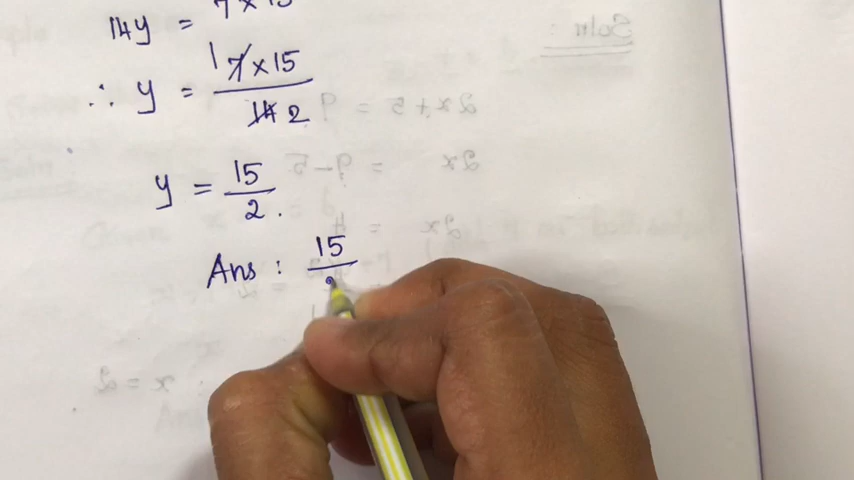 14y = 7 x 15
∴ y = 1 7 x 15 / 14 2
y = 15 / 2.
Ans : 15 /